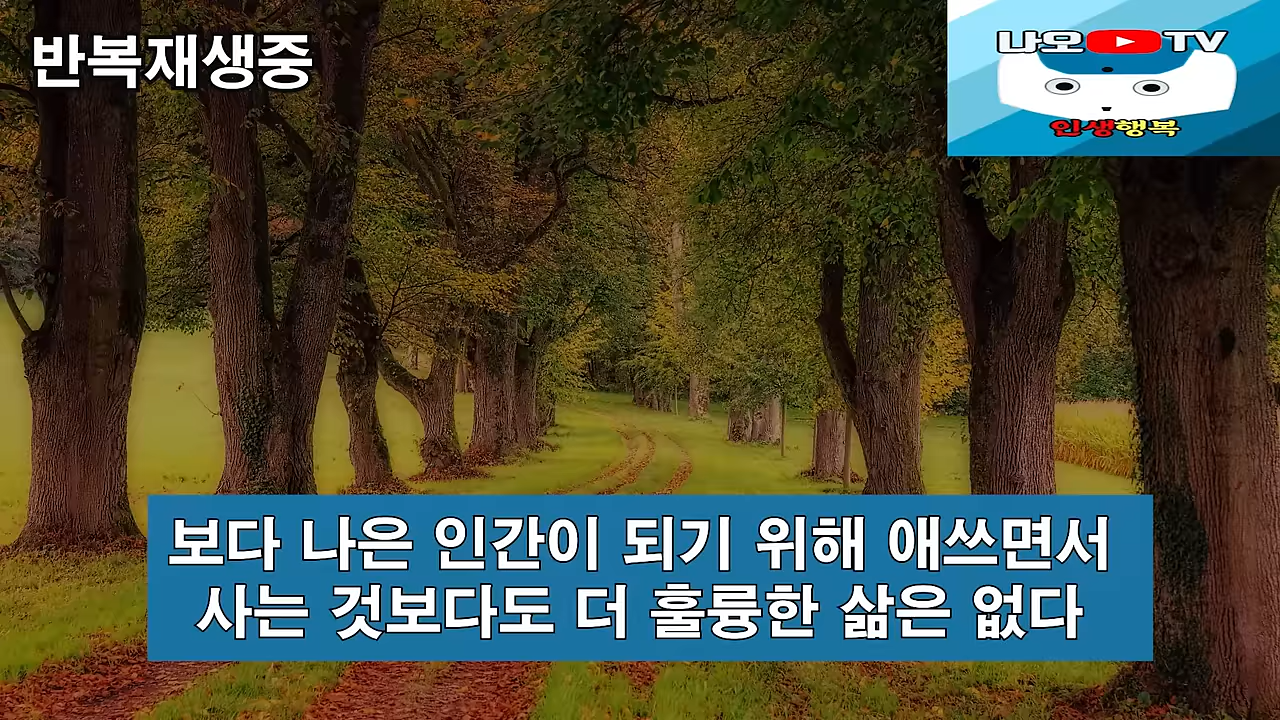 반복재생중
나오 TV
인생행복
보다 나은 인간이 되기 위해 애쓰면서
사는 것보다도 더 훌륭한 삶은 없다